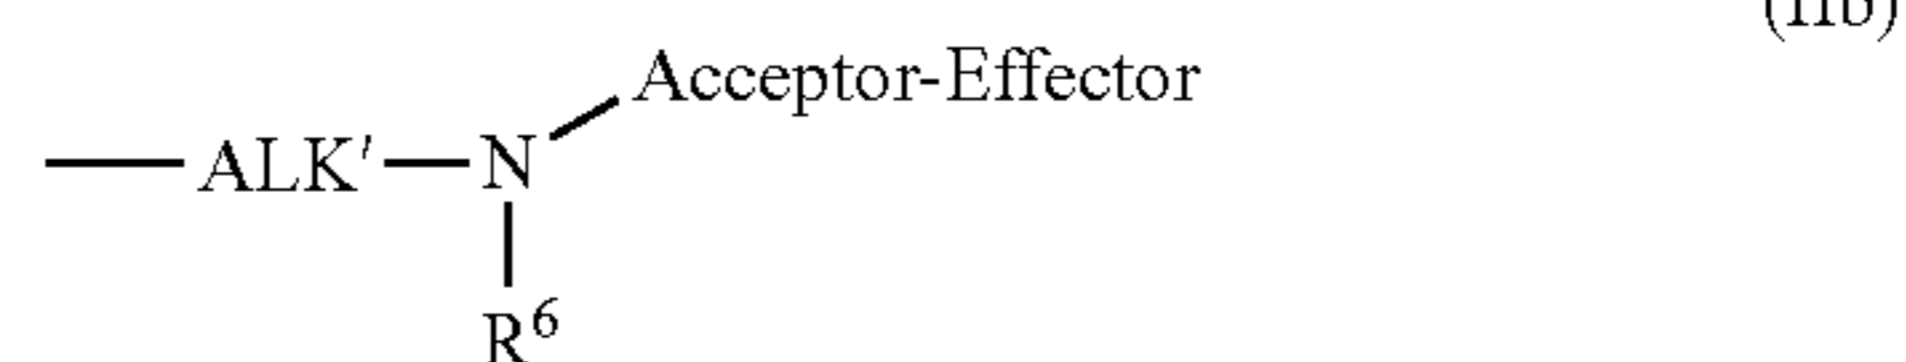 (IIb)
Acceptor-Effector
ALK′—N
R⁶